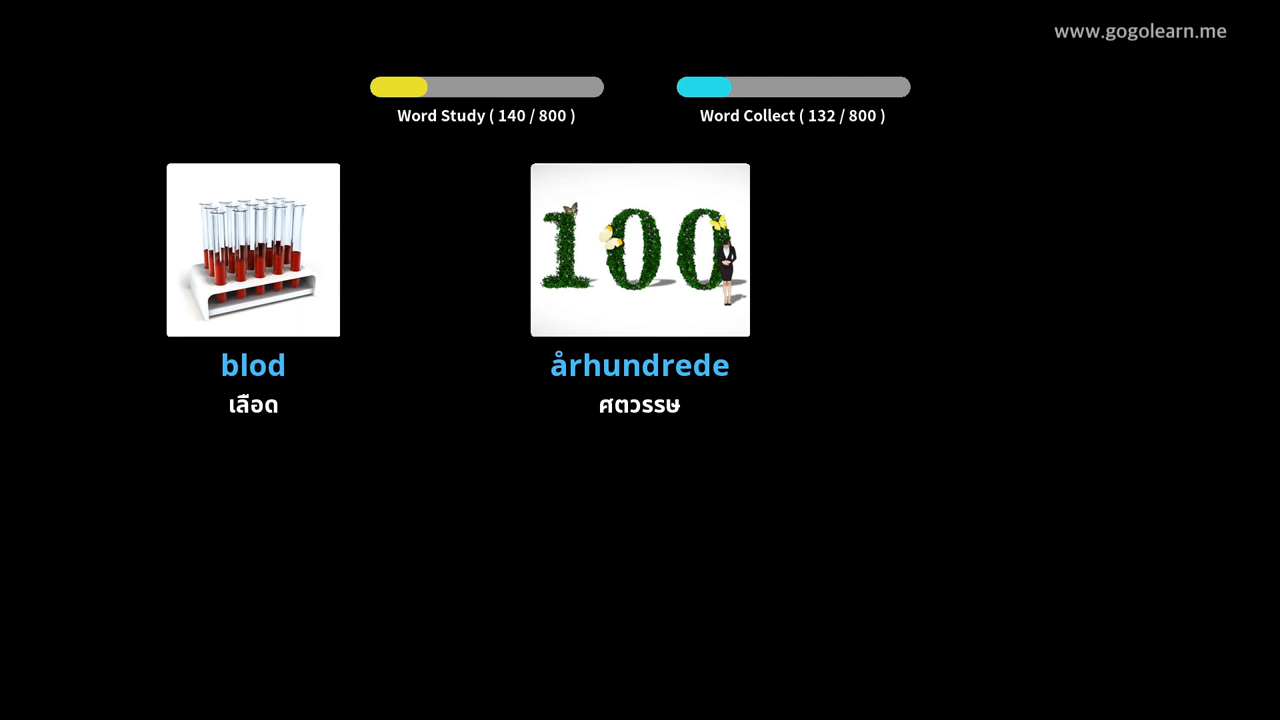 www.gogolearn.me
Word Study ( 140 / 800 )
Word Collect ( 132 / 800 )
100
blod
århundrede
เลือด
ศตวรรษ